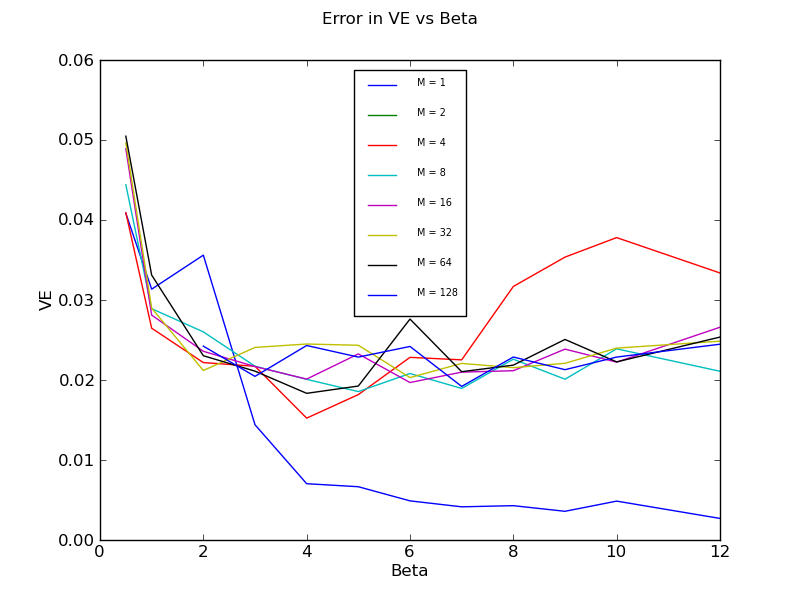 Error in VE vs Beta
0.06
0.05
0.04
0.03
0.02
0.01
0.00
VE
M = 1
M = 2
M = 4
M = 8
M = 16
M = 32
M = 64
M = 128
0 2 4 6 8 10 12
Beta